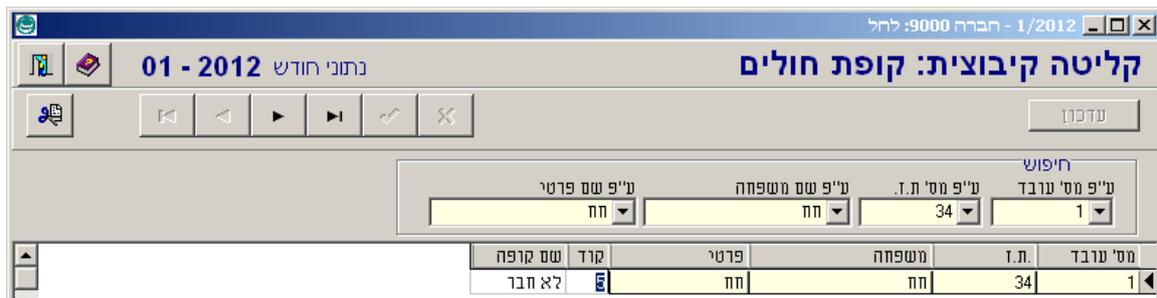 1/2012 - חברה 9000: לחל
קליטה קיבוצית: קופת חולים נתוני חודש 01 - 2012
עדכון
חיפוש
ע"פ מס' עובד ע"פ מס' ת.ז. ע"פ שם משפחה ע"פ שם פרטי
1 34 חח חח
מס' עובד ת.ז. משפחה פרטי קוד שם קופה
1 34 חח חח 5 לא חבר